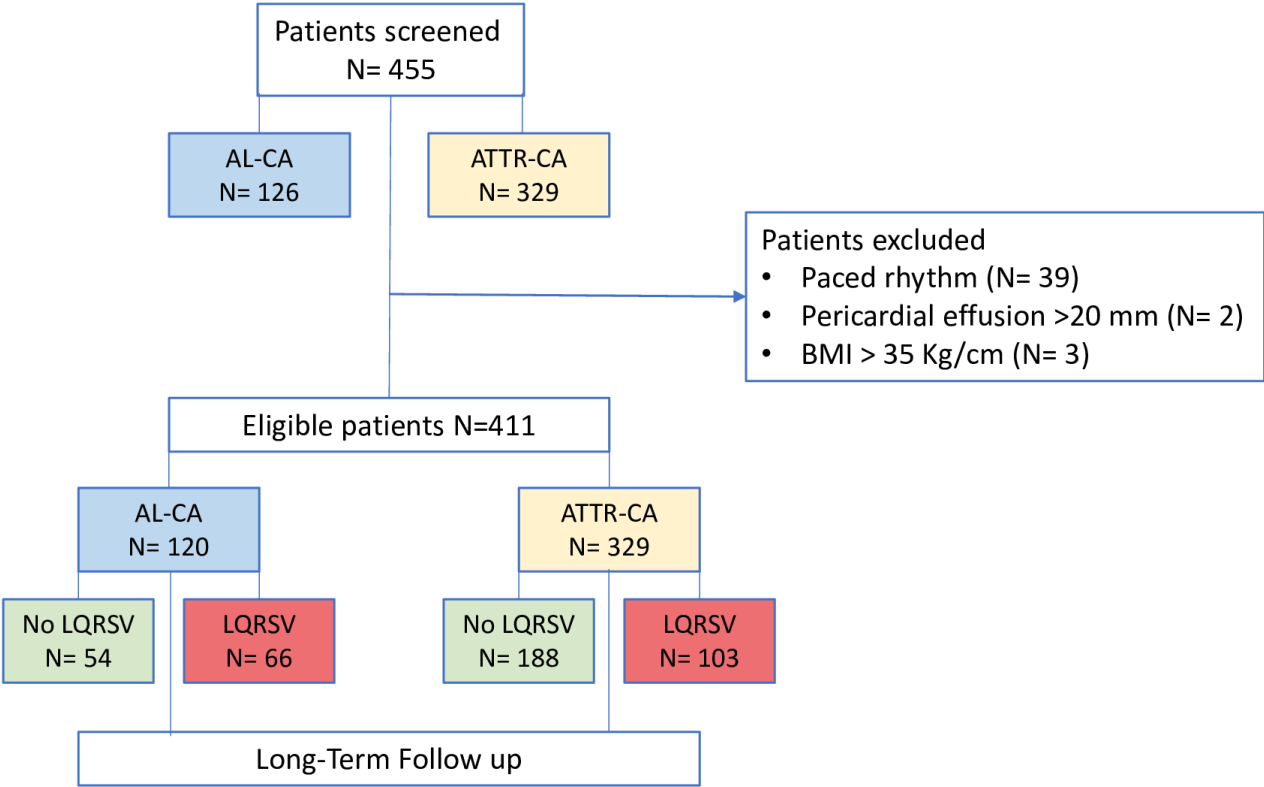 Patients screened
N= 455
AL-CA
N= 126
ATTR-CA
N= 329
Patients excluded
• Paced rhythm (N= 39)
• Pericardial effusion >20 mm (N= 2)
• BMI > 35 Kg/cm (N= 3)
Eligible patients N=411
AL-CA
N= 120
ATTR-CA
N= 329
No LQRSV
N= 54
LQRSV
N= 66
No LQRSV
N= 188
LQRSV
N= 103
Long-Term Follow up